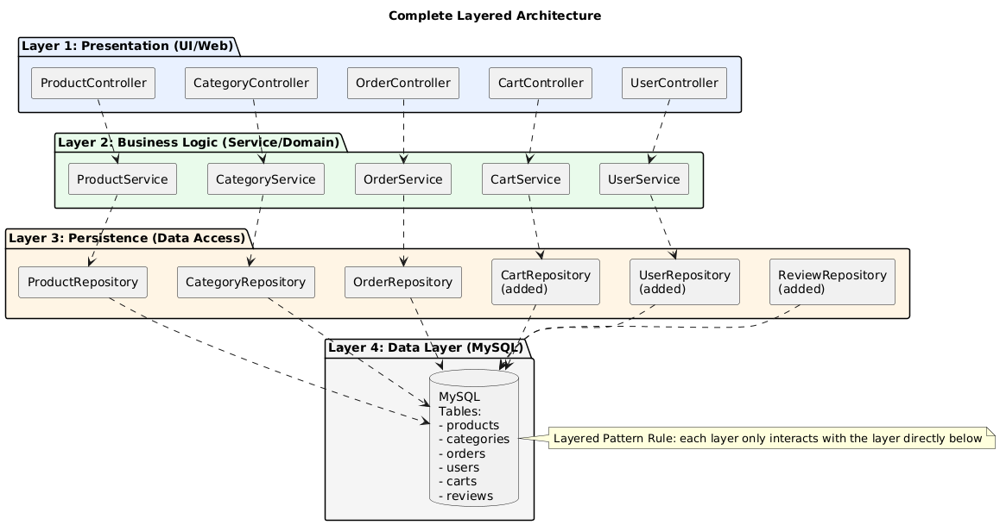 Complete Layered Architecture
Layer 1: Presentation (UI/Web)
ProductController
CategoryController
OrderController
CartController
UserController
Layer 2: Business Logic (Service/Domain)
ProductService
CategoryService
OrderService
CartService
UserService
Layer 3: Persistence (Data Access)
ProductRepository
CategoryRepository
OrderRepository
CartRepository
(added)
UserRepository
(added)
ReviewRepository
(added)
Layer 4: Data Layer (MySQL)
MySQL
Tables:
- products
- categories
- orders
- users
- carts
- reviews
Layered Pattern Rule: each layer only interacts with the layer directly below